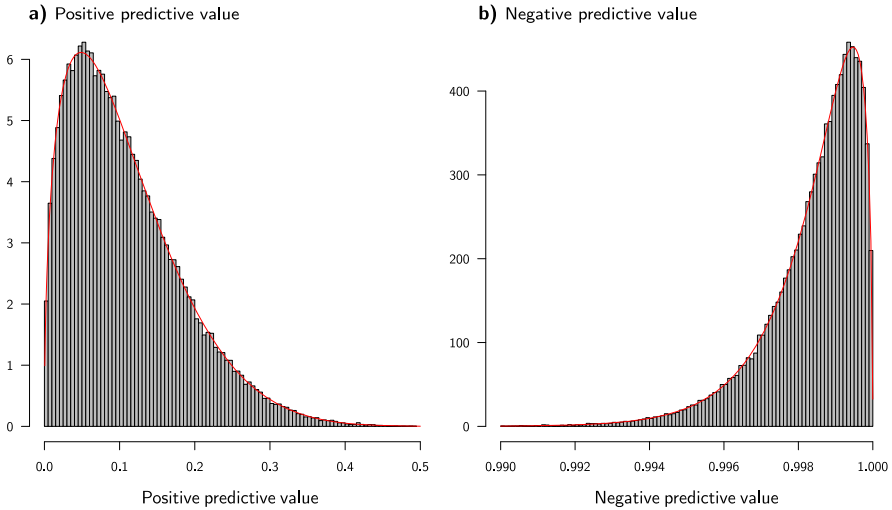 a) Positive predictive value
6
5
4
3
2
1
0
0.0 0.1 0.2 0.3 0.4 0.5
Positive predictive value
b) Negative predictive value
400
300
200
100
0
0.990 0.992 0.994 0.996 0.998 1.000
Negative predictive value